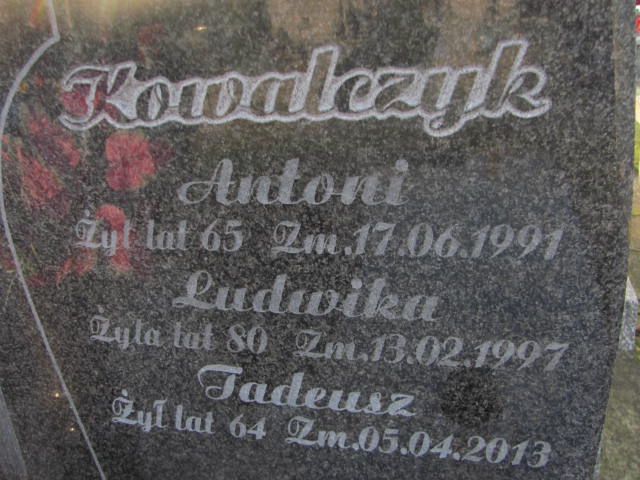 Kowalczyk
Antoni
Żył lat 65 Zm.17.06.1991
Ludwika
Żyła lat 80 Zm.13.02.1997
Tadeusz
Żył lat 64 Zm.05.04.2013